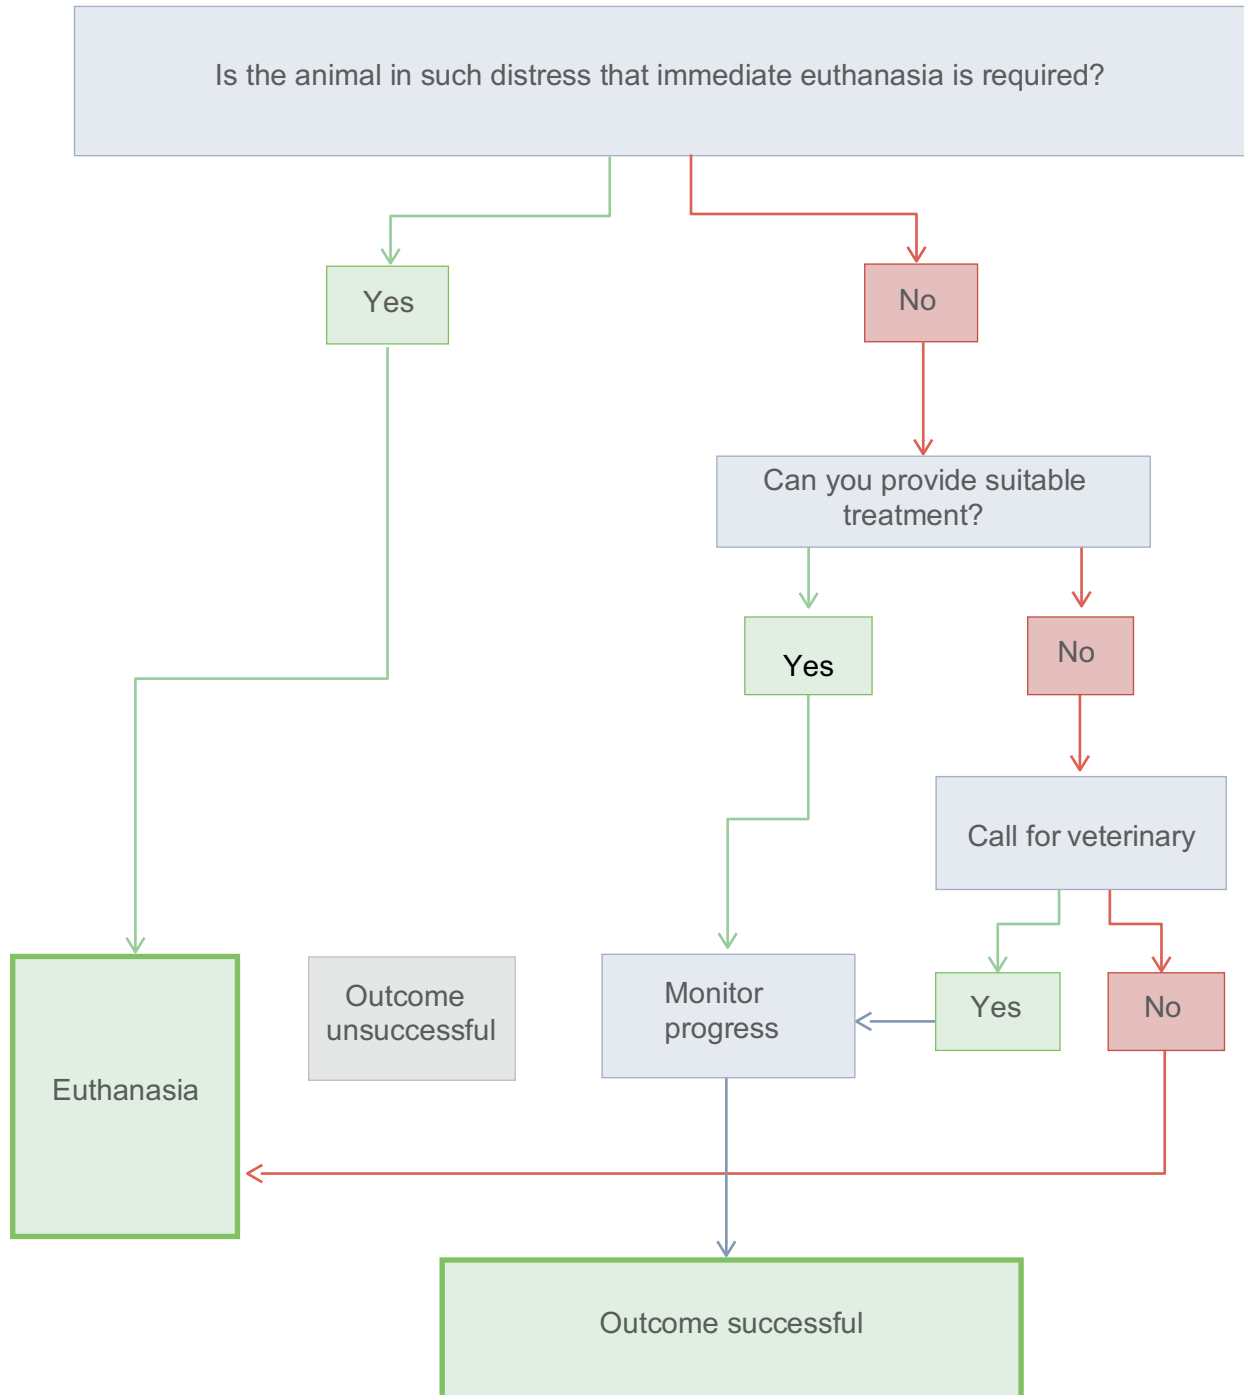 Is the animal in such distress that immediate euthanasia is required?
Yes
No
Can you provide suitable
treatment?
Yes
No
Call for veterinary
Yes
No
Monitor
progress
Outcome
unsuccessful
Euthanasia
Outcome successful